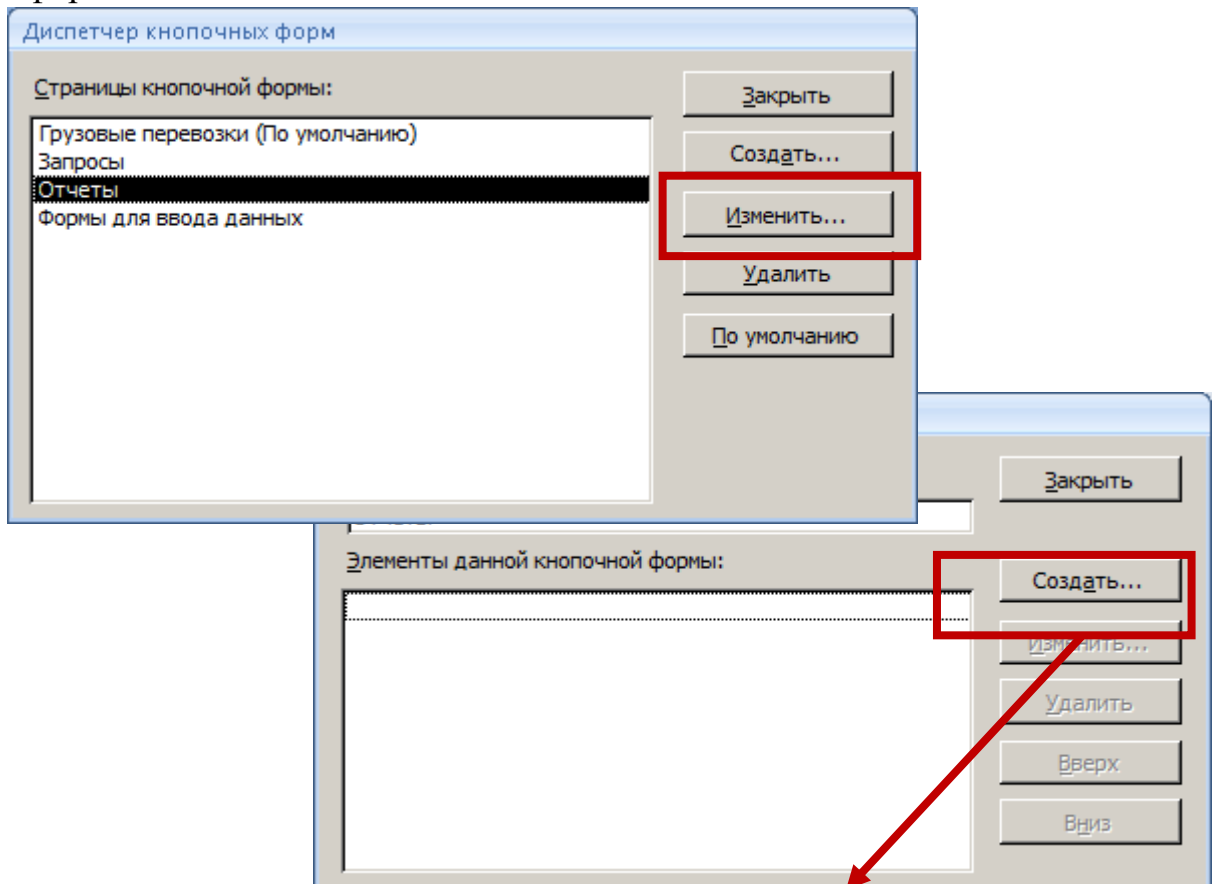 Диспетчер кнопочных форм
Страницы кнопочной формы:
Грузовые перевозки (По умолчанию)
Запросы
Отчеты
Формы для ввода данных
Закрыть
Создать...
Изменить...
Удалить
По умолчанию
Закрыть
Элементы данной кнопочной формы:
Создать...
Изменить...
Удалить
Вверх
Вниз